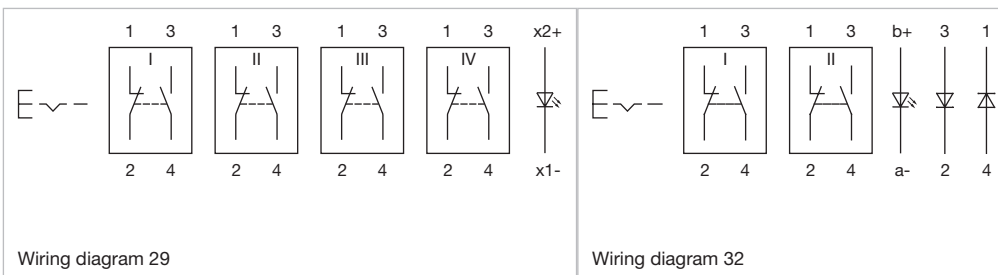 1 3 1 3 1 3 1 3 x2+
I II III IV
2 4 2 4 2 4 2 4 x1-
Wiring diagram 29
1 3 1 3 b+ 3 1
I II
2 4 2 4 a- 2 4
Wiring diagram 32